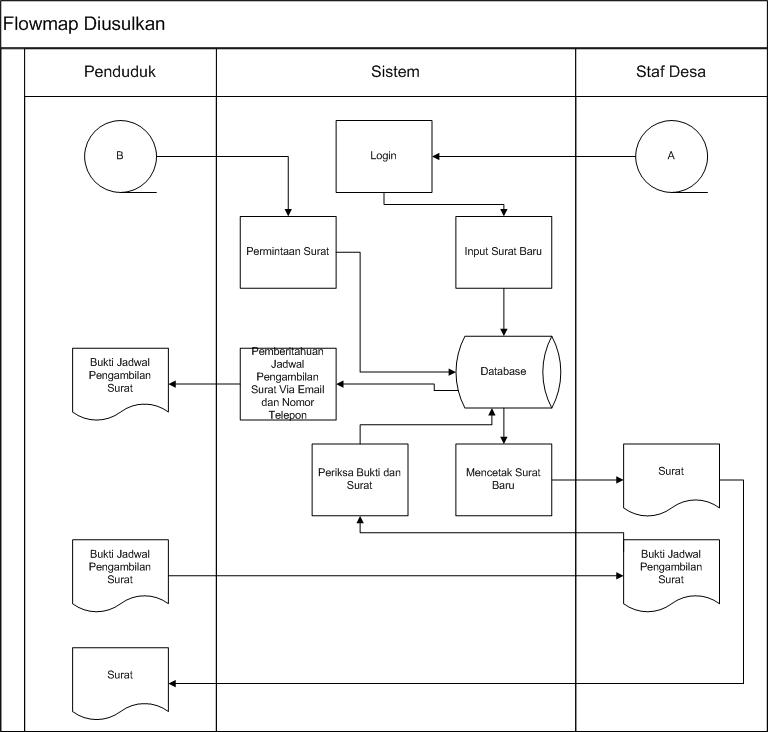 Flowmap Diusulkan
Penduduk
Sistem
Staf Desa
B
Login
A
Permintaan Surat
Input Surat Baru
Bukti Jadwal
Pengambilan
Surat
Pemberitahuan
Jadwal
Pengambilan
Surat Via Email
dan Nomor
Telepon
Database
Periksa Bukti dan
Surat
Mencetak Surat
Baru
Surat
Bukti Jadwal
Pengambilan
Surat
Bukti Jadwal
Pengambilan
Surat
Surat